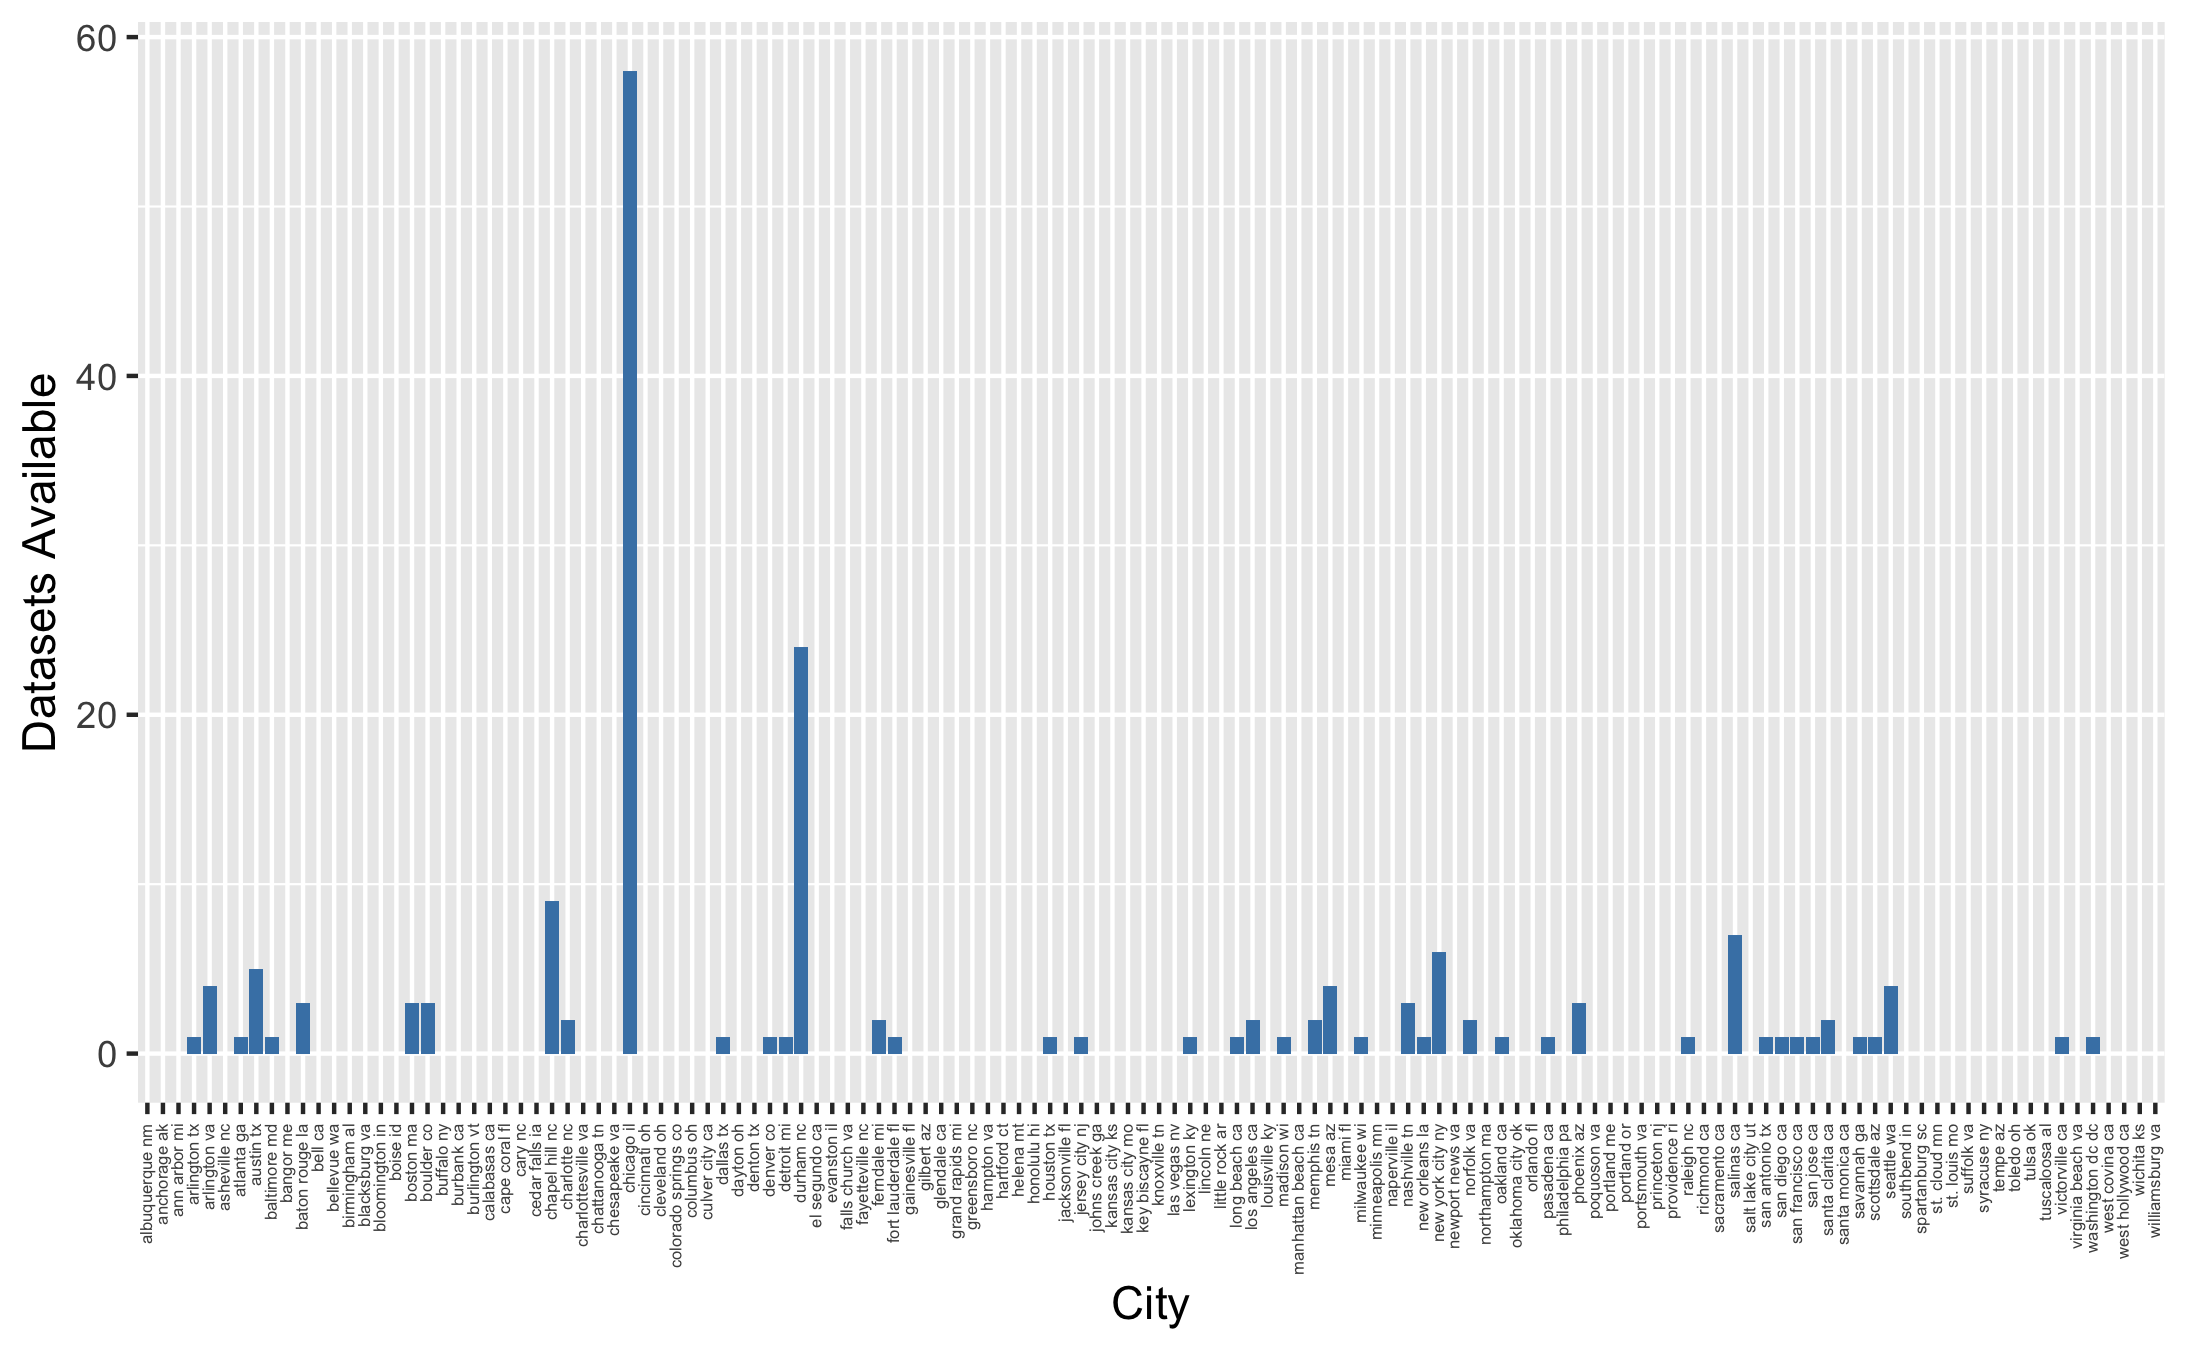 60
40
20
0
Datasets Available
albuquerque nm
anchorage ak
ann arbor mi
arlington tx
arlington va
asheville nc
atlanta ga
austin tx
baltimore md
bangor me
baton rouge la
bell ca
bellevue wa
birmingham al
blacksburg va
bloomington in
boise id
boston ma
boulder co
buffalo ny
burbank ca
burlington vt
calabasas ca
cape coral fl
cary nc
cedar falls ia
chapel hill nc
charlotte nc
charlottesville va
chattanooga tn
chesapeake va
chicago il
cincinnati oh
cleveland oh
colorado springs co
columbus oh
culver city ca
dallas tx
dayton oh
denton tx
denver co
detroit mi
durham nc
el segundo ca
evanston il
falls church va
fayetteville nc
ferndale mi
fort lauderdale fl
gainesville fl
gilbert az
glendale ca
grand rapids mi
greensboro nc
hampton va
hartford ct
helena mt
honolulu hi
houston tx
jacksonville fl
jersey city nj
johns creek ga
kansas city ks
kansas city mo
key biscayne fl
knoxville tn
las vegas nv
lexington ky
lincoln ne
little rock ar
long beach ca
los angeles ca
louisville ky
madison wi
manhattan beach ca
memphis tn
mesa az
miami fl
milwaukee wi
minneapolis mn
naperville il
nashville tn
new orleans la
new york city ny
newport news va
norfolk va
northampton ma
oakland ca
oklahoma city ok
orlando fl
pasadena ca
philadelphia pa
phoenix az
poquoson va
portland me
portland or
portsmouth va
princeton nj
providence ri
raleigh nc
richmond ca
sacramento ca
salinas ca
salt lake city ut
san antonio tx
san diego ca
san francisco ca
san jose ca
santa clarita ca
santa monica ca
savannah ga
scottsdale az
seattle wa
southbend in
spartanburg sc
st. cloud mn
st. louis mo
suffolk va
syracuse ny
tempe az
toledo oh
tulsa ok
tuscaloosa al
victorville ca
virginia beach va
washington dc dc
west covina ca
west hollywood ca
wichita ks
williamsburg va
City